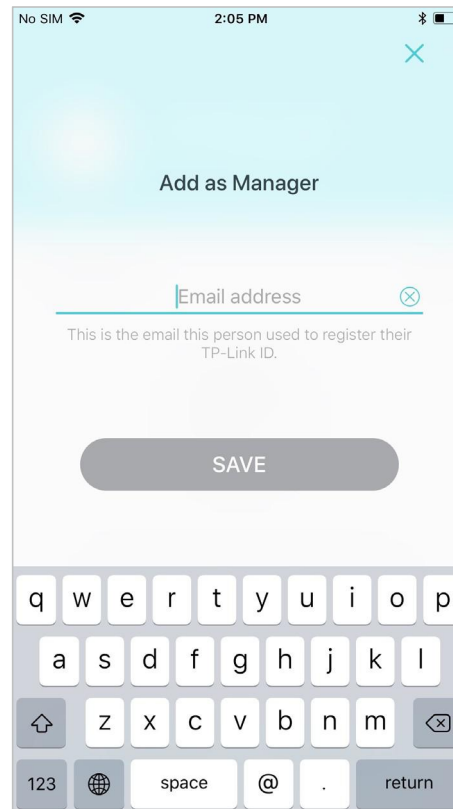 No SIM 2:05 PM
Add as Manager
Email address
This is the email this person used to register their
TP-Link ID.
SAVE
q w e r t y u i o p
a s d f g h j k l
z x c v b n m
123 space @ . return